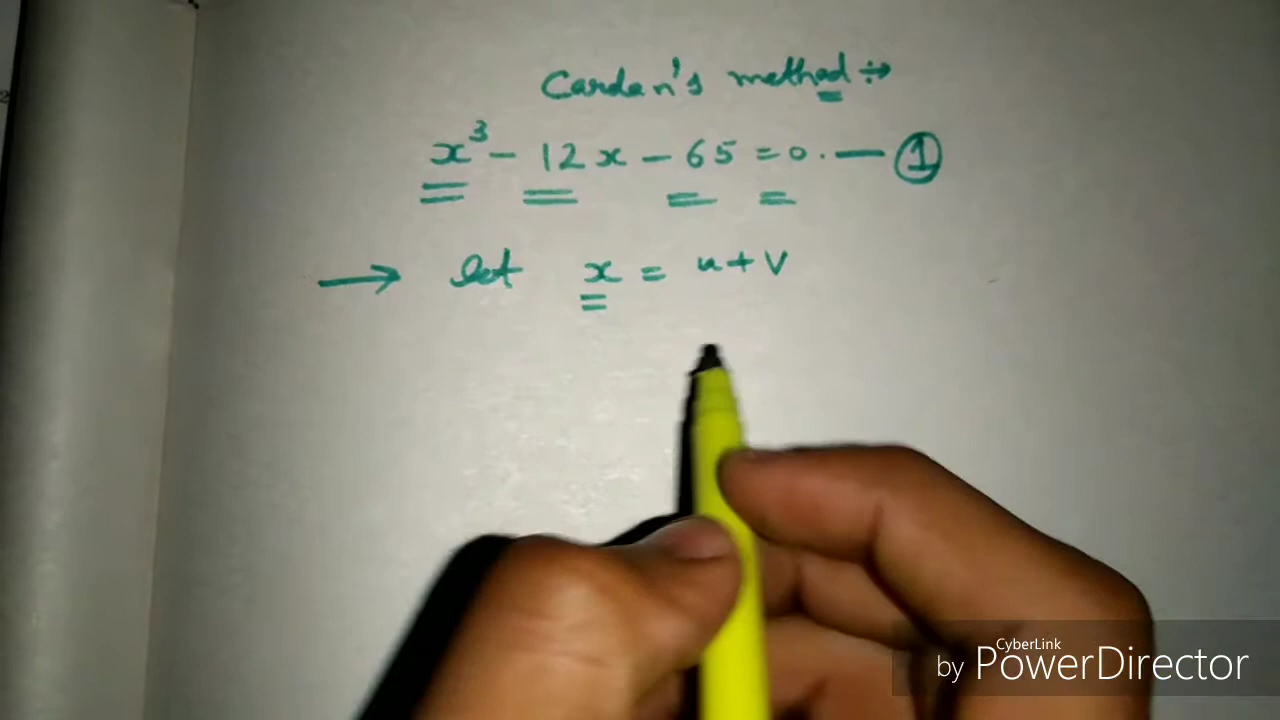 Cardan's method ÷→
x³ - 12x - 65 = 0. — ①
→ let x = u + v
CyberLink
by PowerDirector